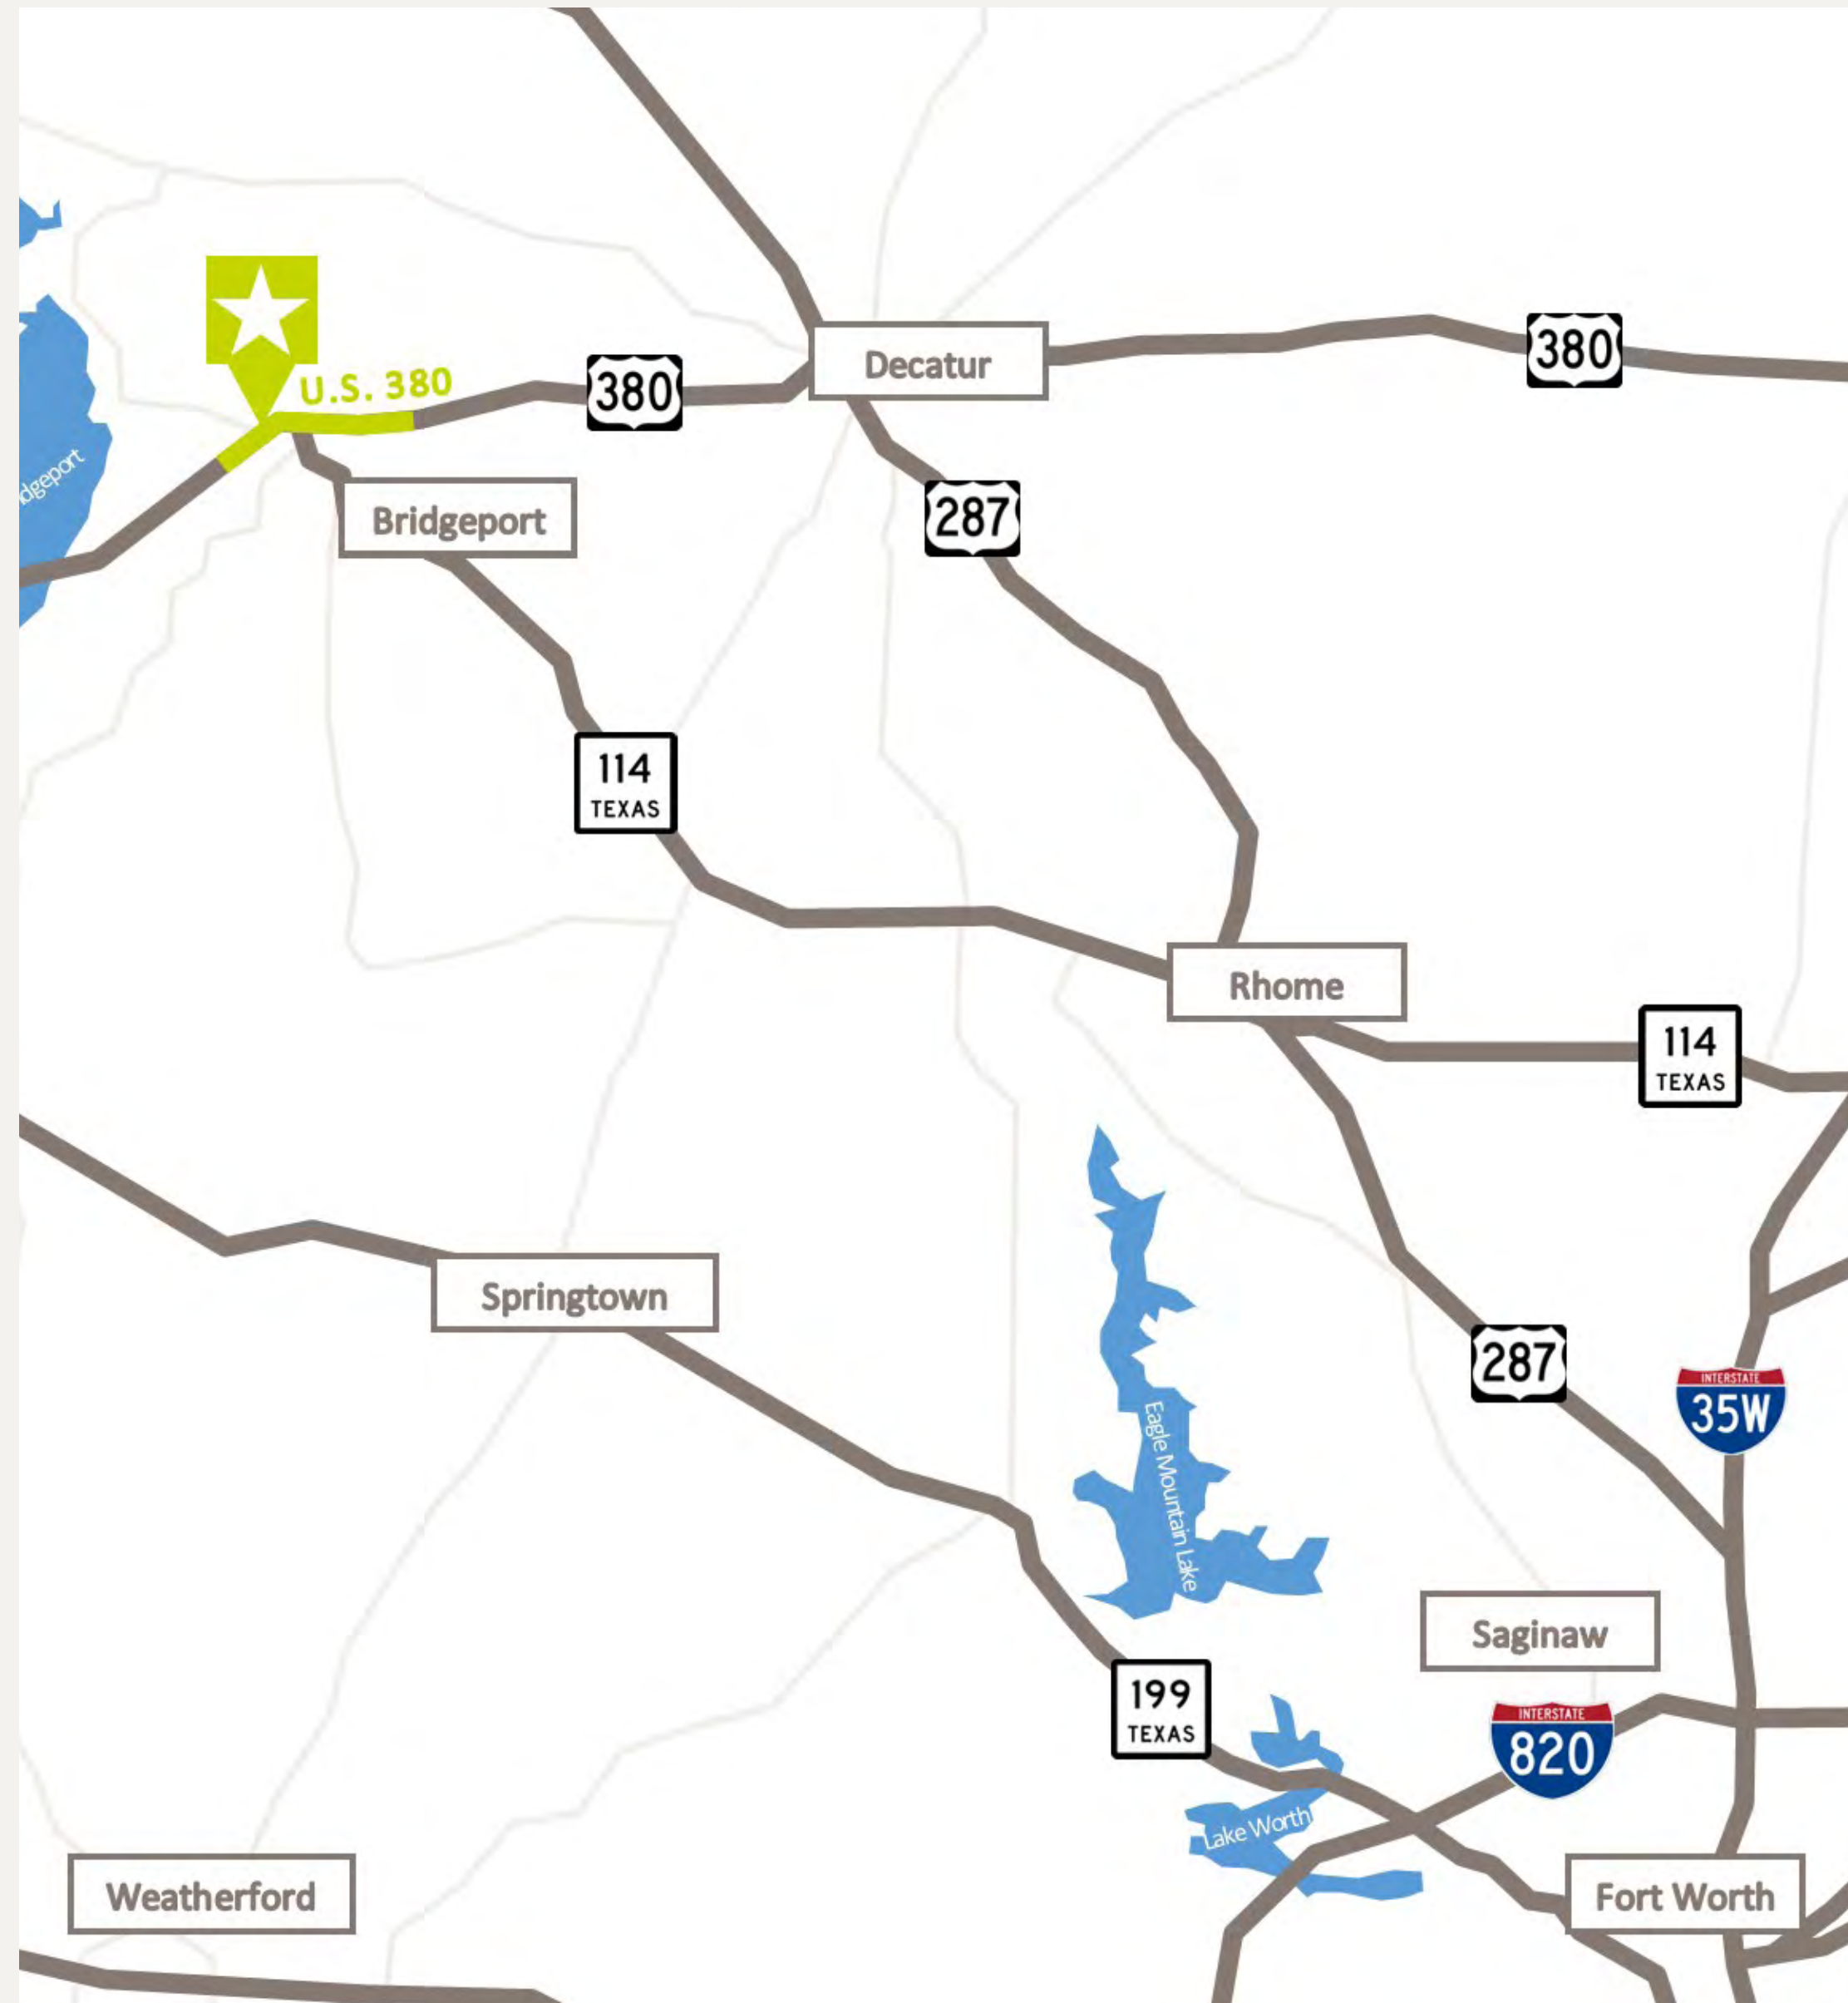 380
Decatur
380
U.S. 380
dgeport
Bridgeport
287
114
TEXAS
Rhome
114
TEXAS
Springtown
287
INTERSTATE
35W
Eagle Mountain Lake
Saginaw
199
TEXAS
INTERSTATE
820
Lake Worth
Weatherford
Fort Worth